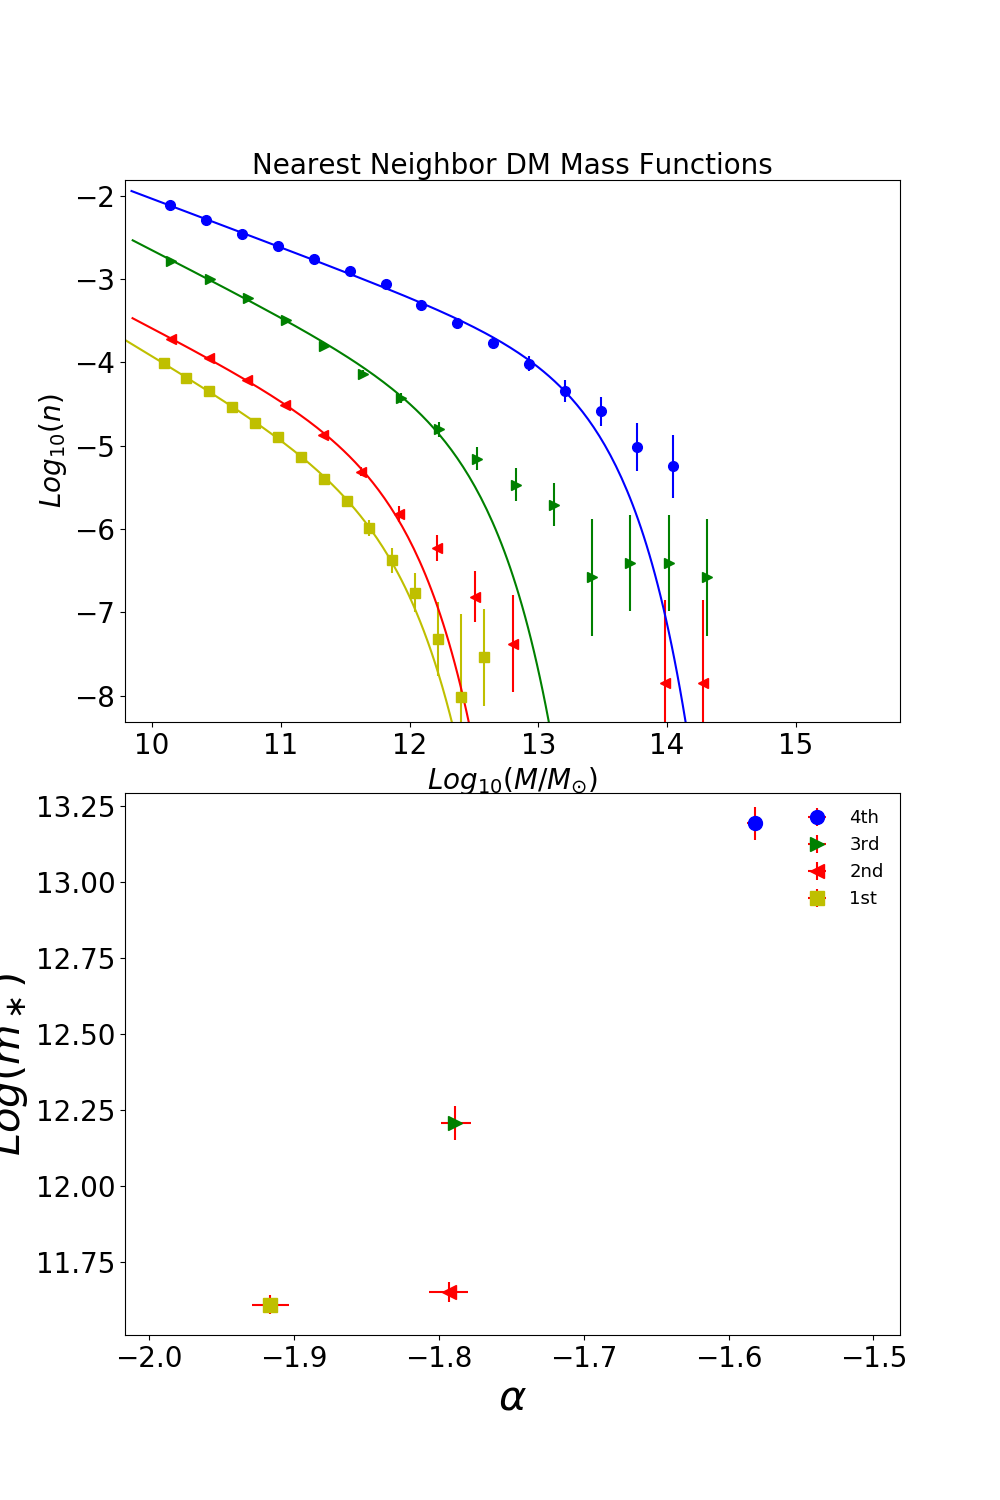 Nearest Neighbor DM Mass Functions
Log₁₀(n)
−2
−3
−4
−5
−6
−7
−8
10 11 12 13 14 15
Log₁₀(M/M⊙)
Log(m∗)
13.25
13.00
12.75
12.50
12.25
12.00
11.75
4th
3rd
2nd
1st
−2.0 −1.9 −1.8 −1.7 −1.6 −1.5
α